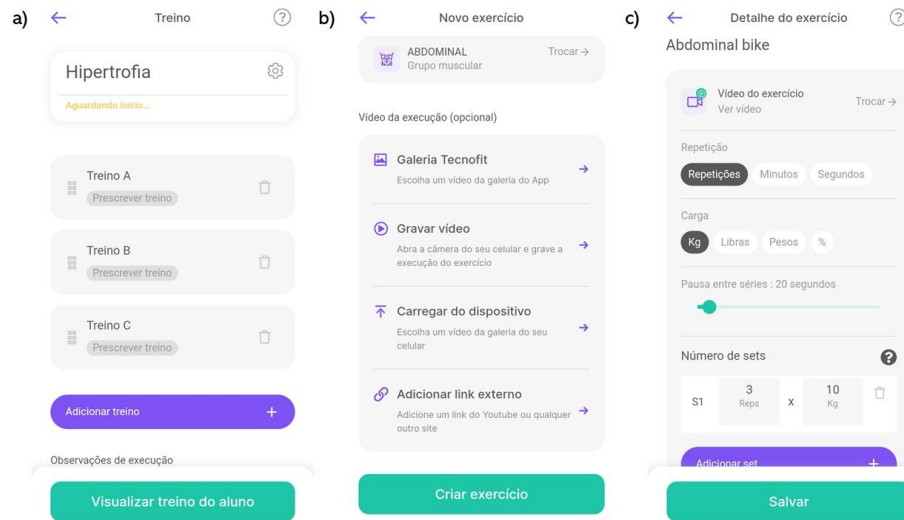 a)
Treino
?
Hipertrofia
Aguardando inicio...
Treino A
Prescrever treino
Treino B
Prescrever treino
Treino C
Prescrever treino
Adicionar treino +
Observações de execução
Visualizar treino do aluno
b)
Novo exercício
ABDOMINAL
Trocar →
Grupo muscular
Vídeo da execução (opcional)
Galeria Tecnofit
Escolha um vídeo da galeria do App
Gravar vídeo
Abra a câmera do seu celular e grave a
execução do exercício
Carregar do dispositivo
Escolha um vídeo da galeria do seu
celular
Adicionar link externo
Adicione um link do Youtube ou qualquer
outro site
Criar exercício
c)
Detalhe do exercício
?
Abdominal bike
Vídeo do exercício
Ver vídeo
Trocar →
Repetição
Repetições Minutos Segundos
Carga
Kg Libras Pesos %
Pausa entre séries : 20 segundos
Número de sets ?
S1 3 x 10
Reps Kg
Adicionar set +
Salvar